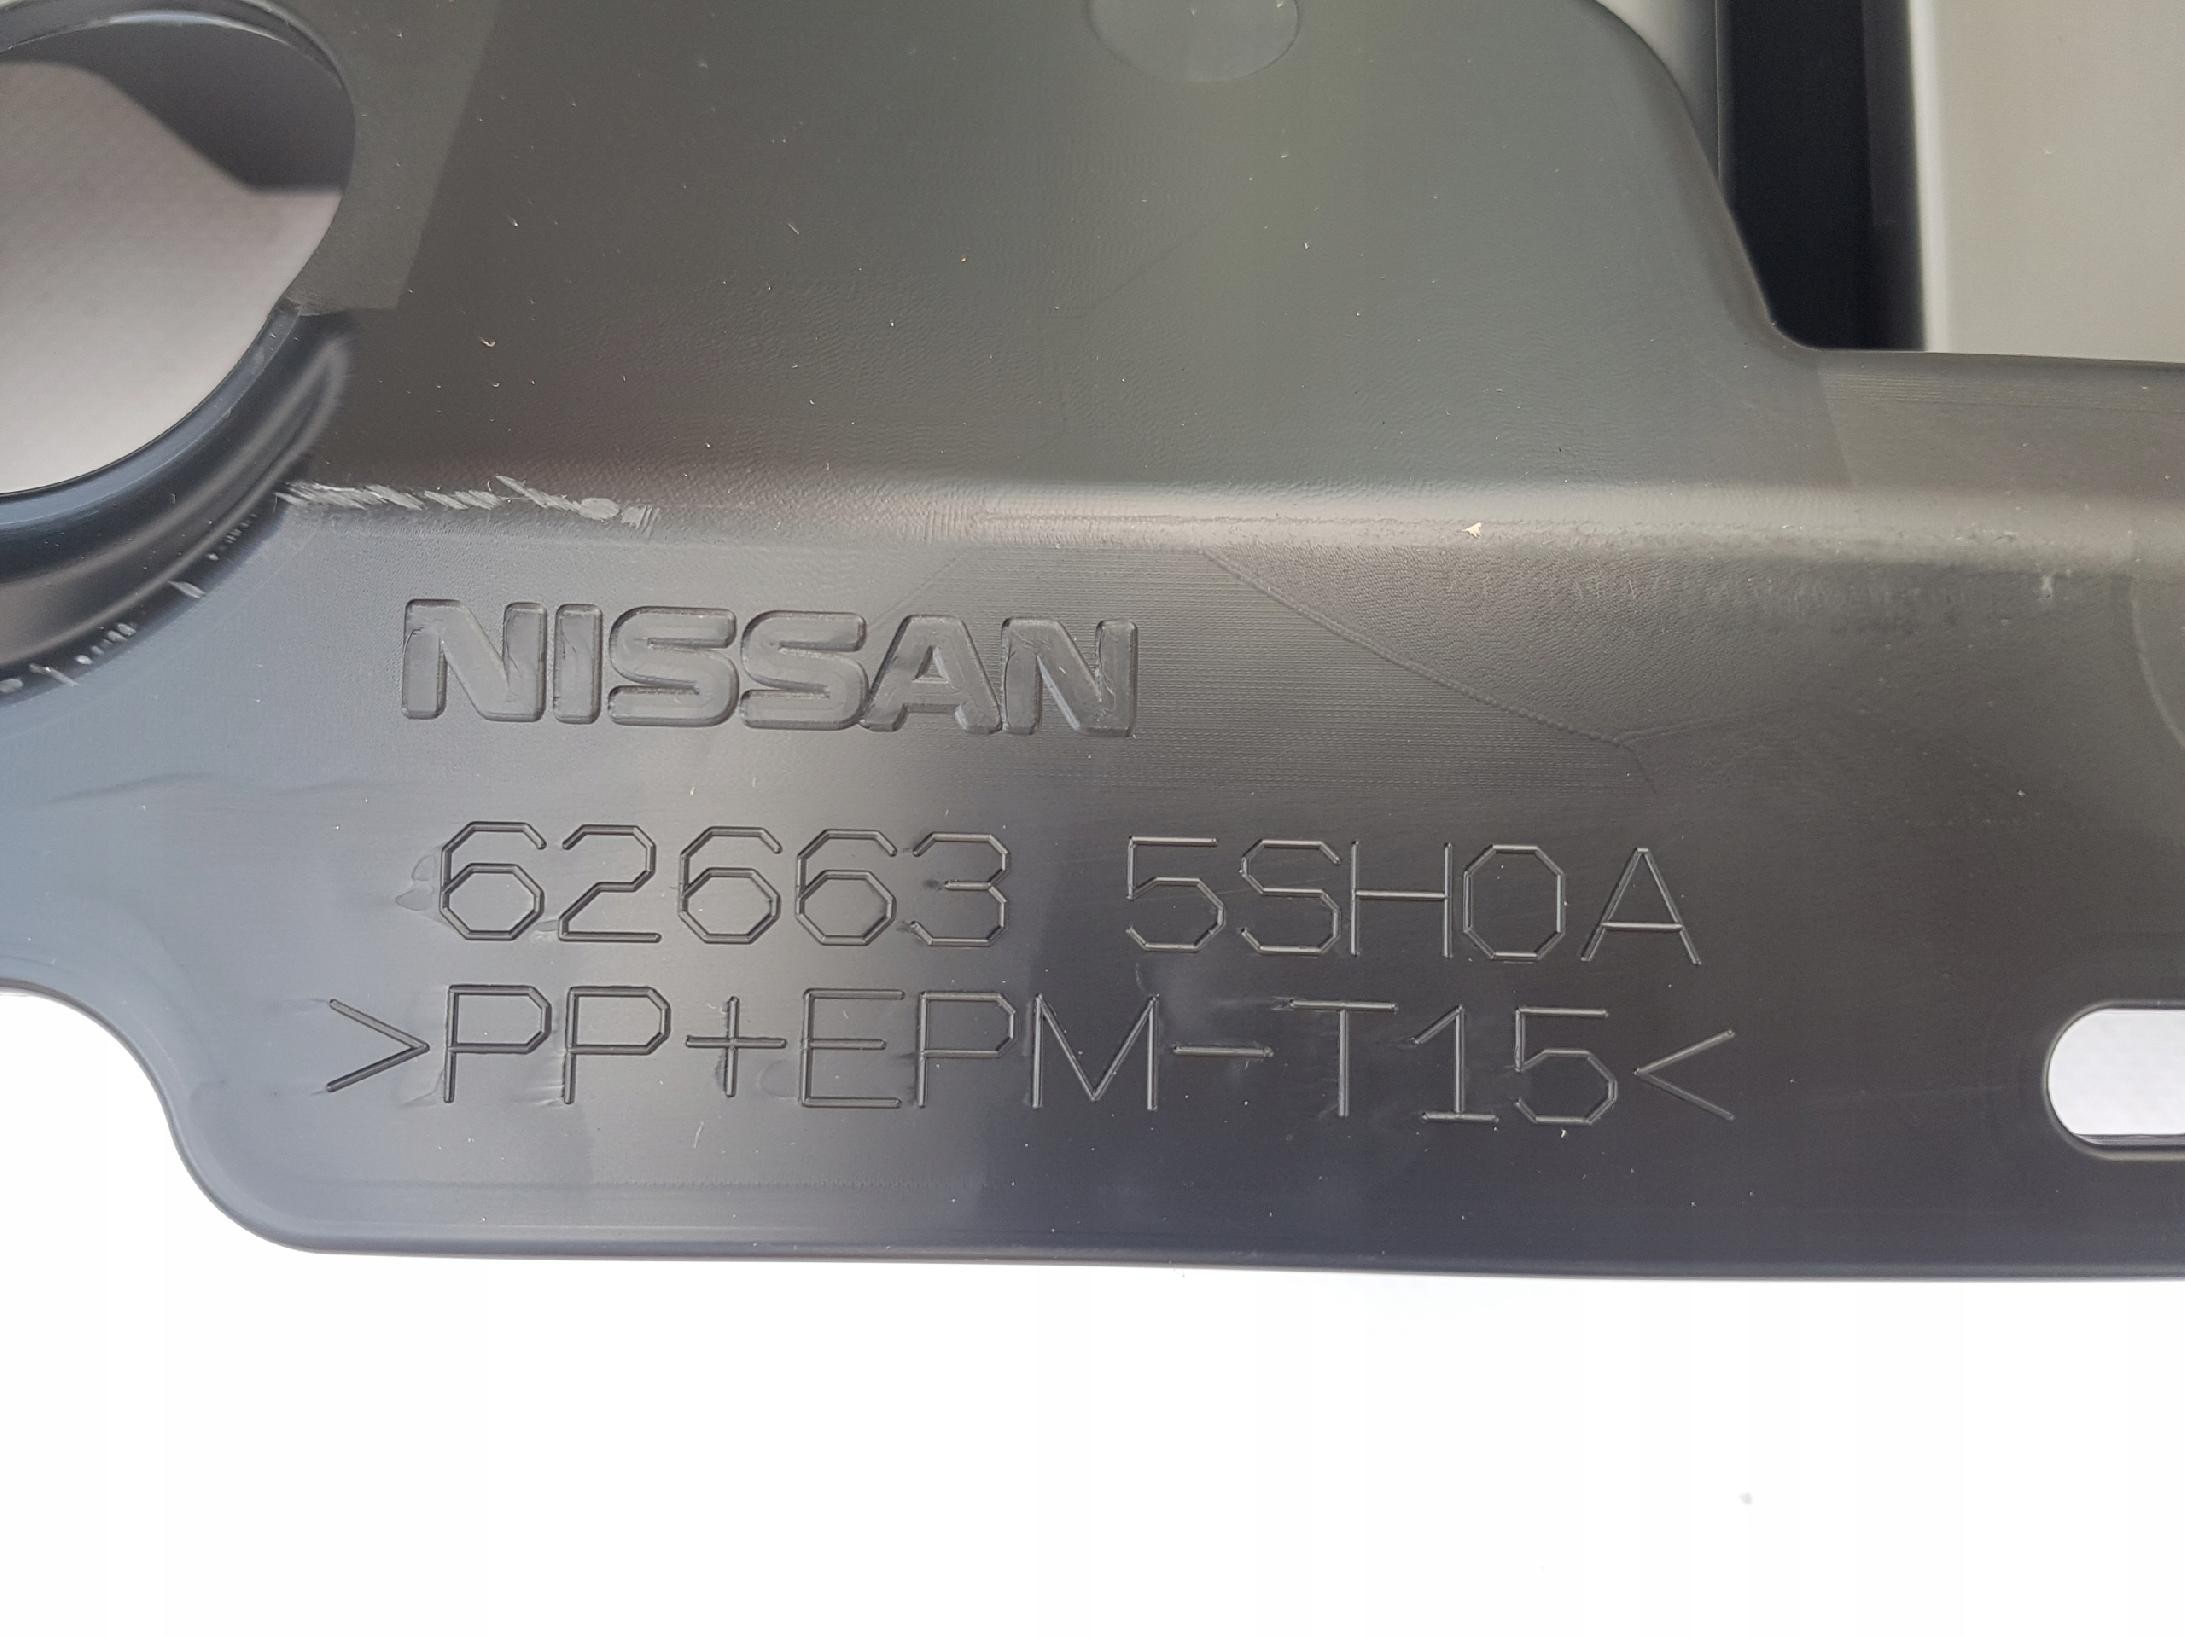 NISSAN
62663 5SH0A
>PP+EPM-T15<